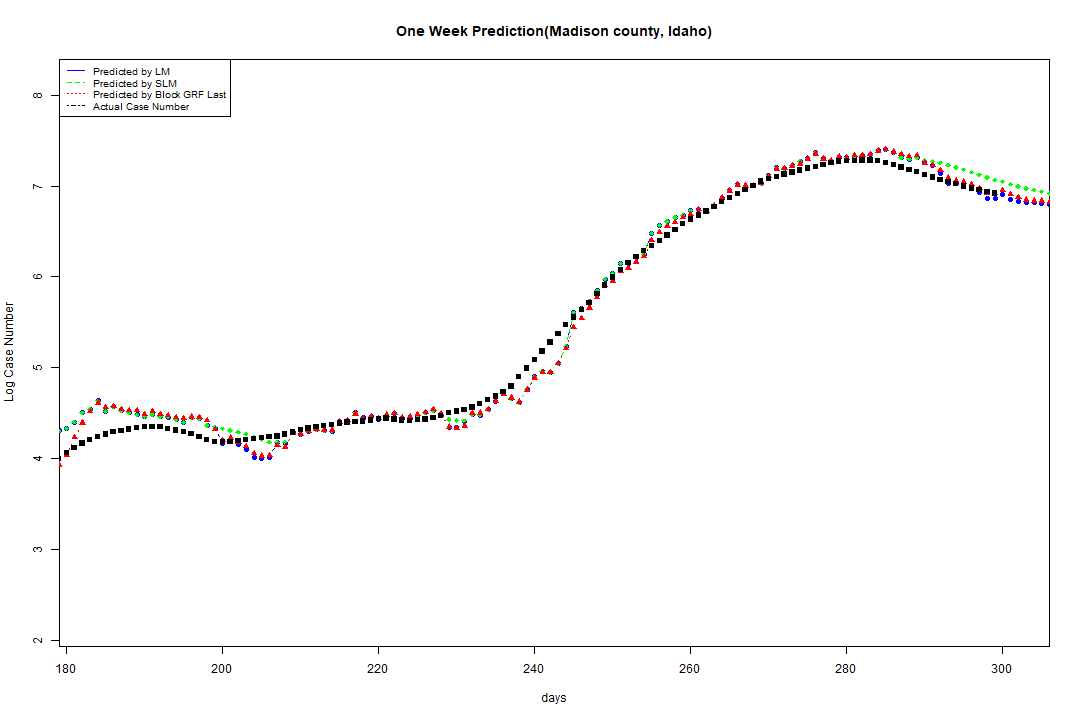 One Week Prediction(Madison county, Idaho)
Predicted by LM
Predicted by SLM
Predicted by Block GRF Last
Actual Case Number
8
7
6
5
4
3
2
Log Case Number
180 200 220 240 260 280 300
days